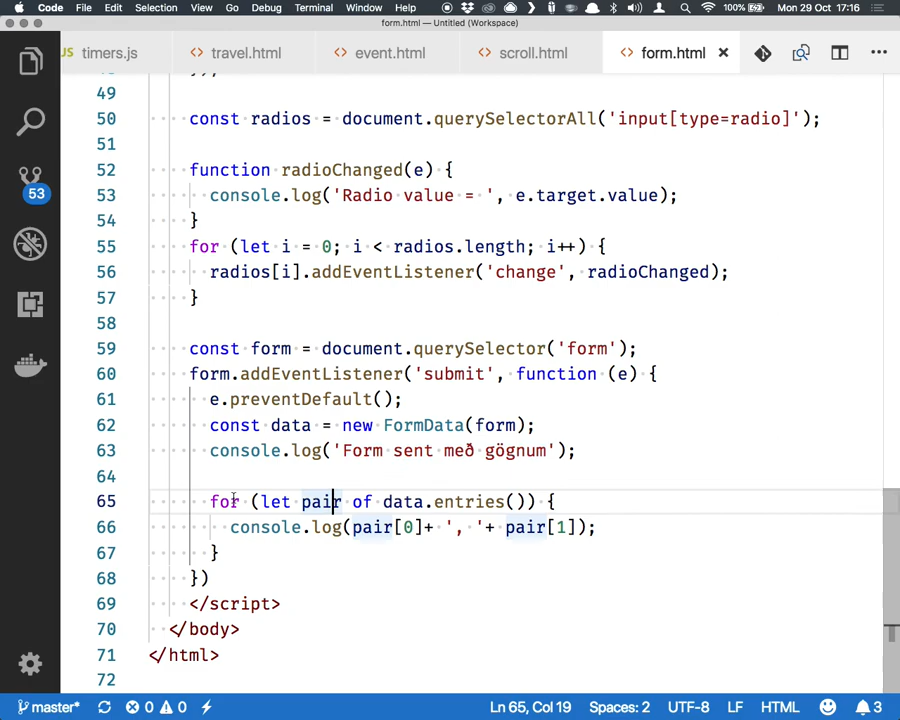 Code File Edit Selection View Go Debug Terminal Window Help 100% Mon 29 Oct 17:16
form.html — Untitled (Workspace)
JS timers.js <> travel.html <> event.html <> scroll.html <> form.html
49
50 const radios = document.querySelectorAll('input[type=radio]');
51
52 function radioChanged(e) {
53 console.log('Radio value = ', e.target.value);
54 }
55 for (let i = 0; i < radios.length; i++) {
56 radios[i].addEventListener('change', radioChanged);
57 }
58
59 const form = document.querySelector('form');
60 form.addEventListener('submit', function (e) {
61 e.preventDefault();
62 const data = new FormData(form);
63 console.log('Form sent með gögnum');
64
65 for (let pair of data.entries()) {
66 console.log(pair[0]+ ', '+ pair[1]);
67 }
68 })
69 </script>
70 </body>
71 </html>
72
53
master* 0 0 Ln 65, Col 19 Spaces: 2 UTF-8 LF HTML 3